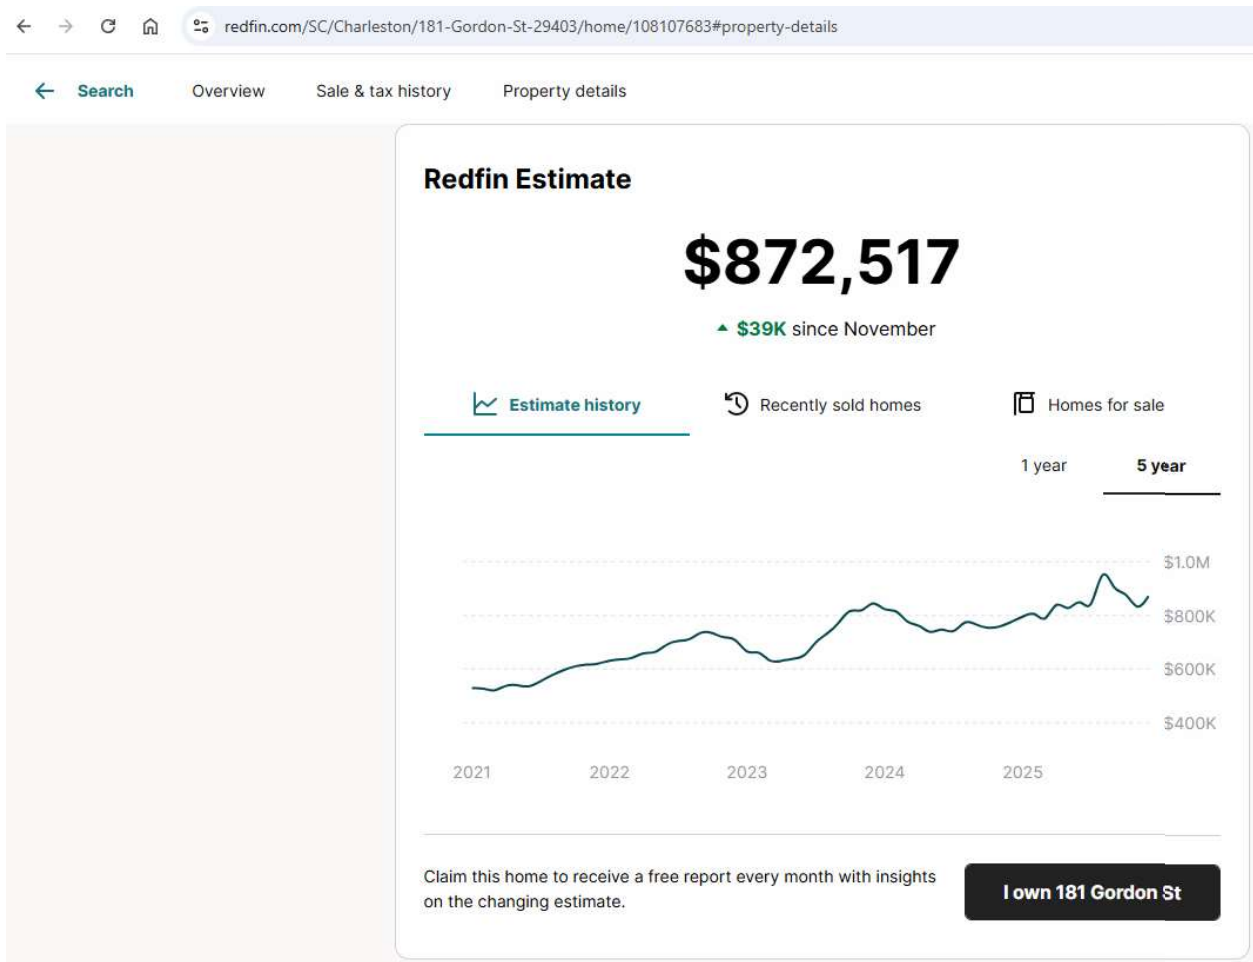 redfin.com/SC/Charleston/181-Gordon-St-29403/home/108107683#property-details
Search Overview Sale & tax history Property details
Redfin Estimate
$872,517
$39K since November
Estimate history Recently sold homes Homes for sale
1 year 5 year
$1.0M
$800K
$600K
$400K
2021 2022 2023 2024 2025
Claim this home to receive a free report every month with insights
on the changing estimate.
I own 181 Gordon St